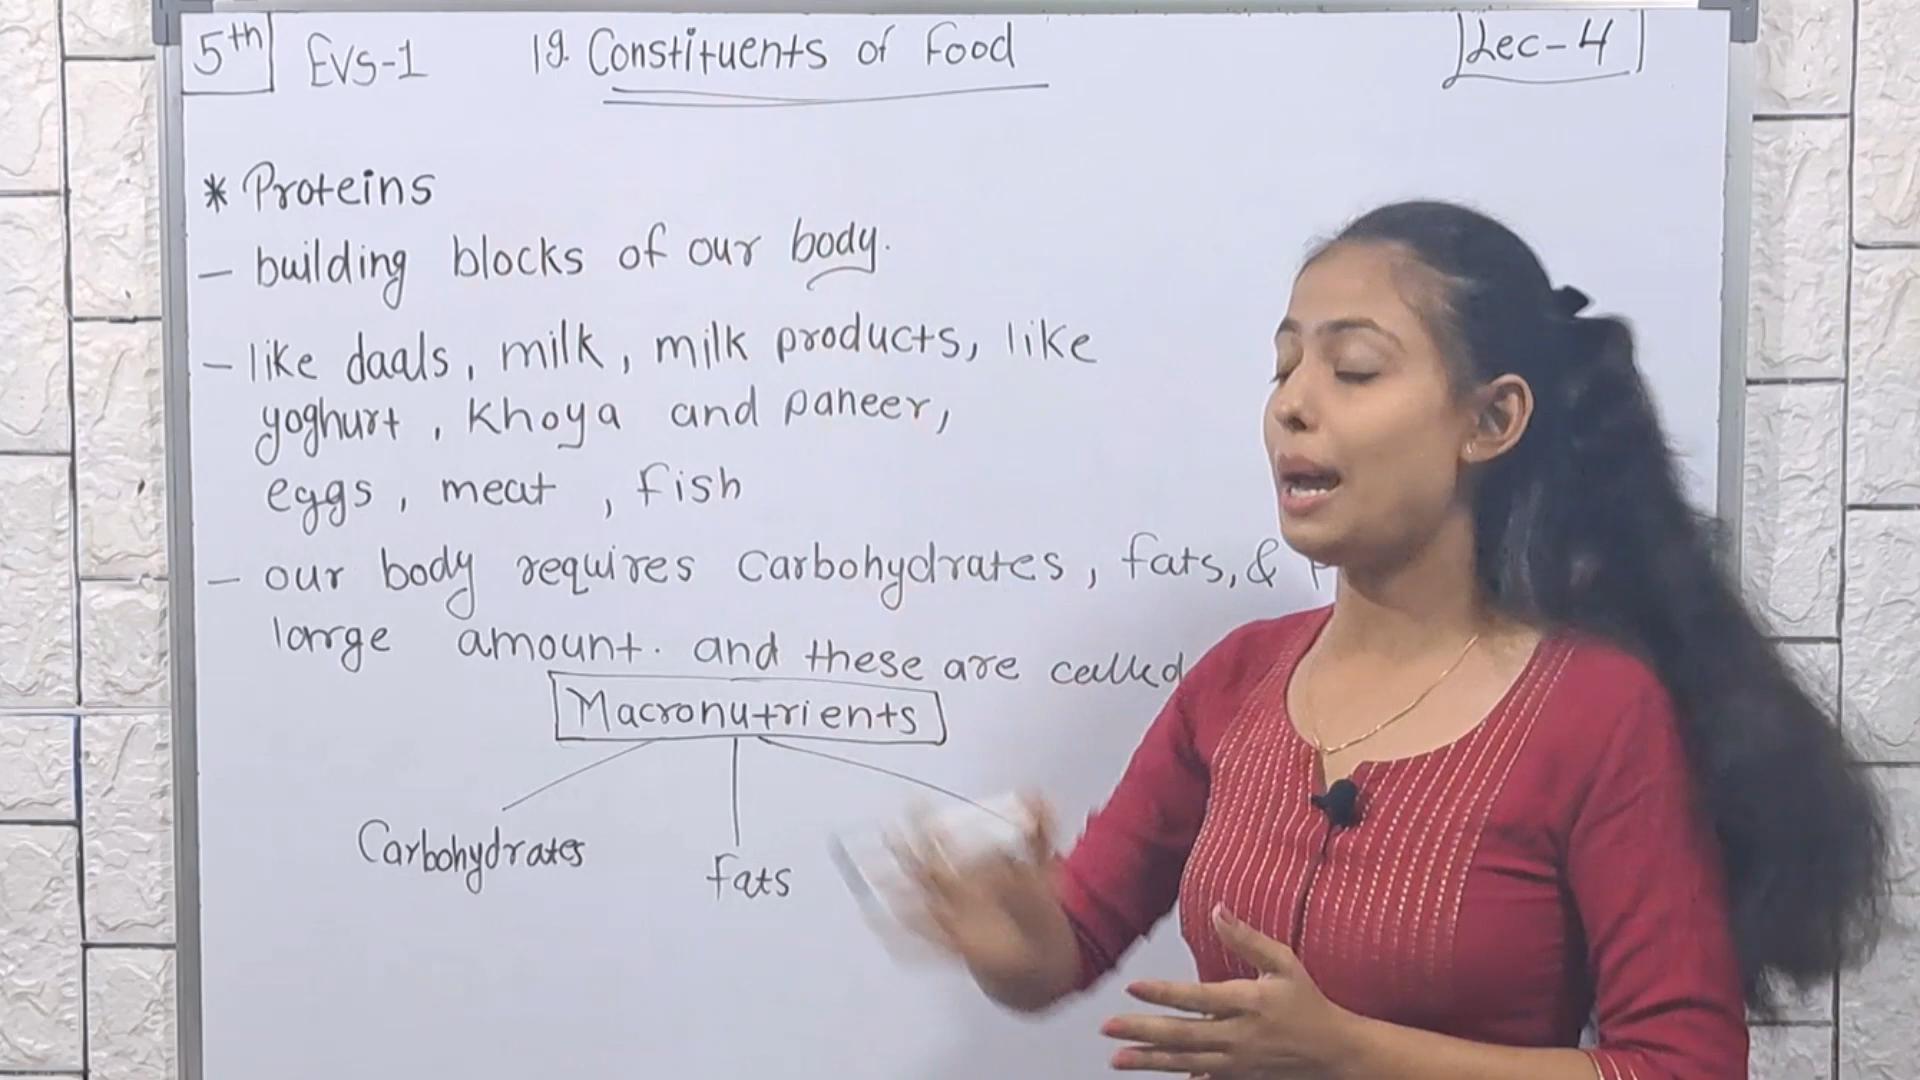 5th EVS-1 19. Constituents of Food Lec-4
* Proteins
- building blocks of our body.
- like daals, milk, milk products, like
yoghurt, khoya and paneer,
eggs, meat, fish
- our body requires Carbohydrates, fats, &
large amount. and these are called
Macronutrients
Carbohydrates
fats